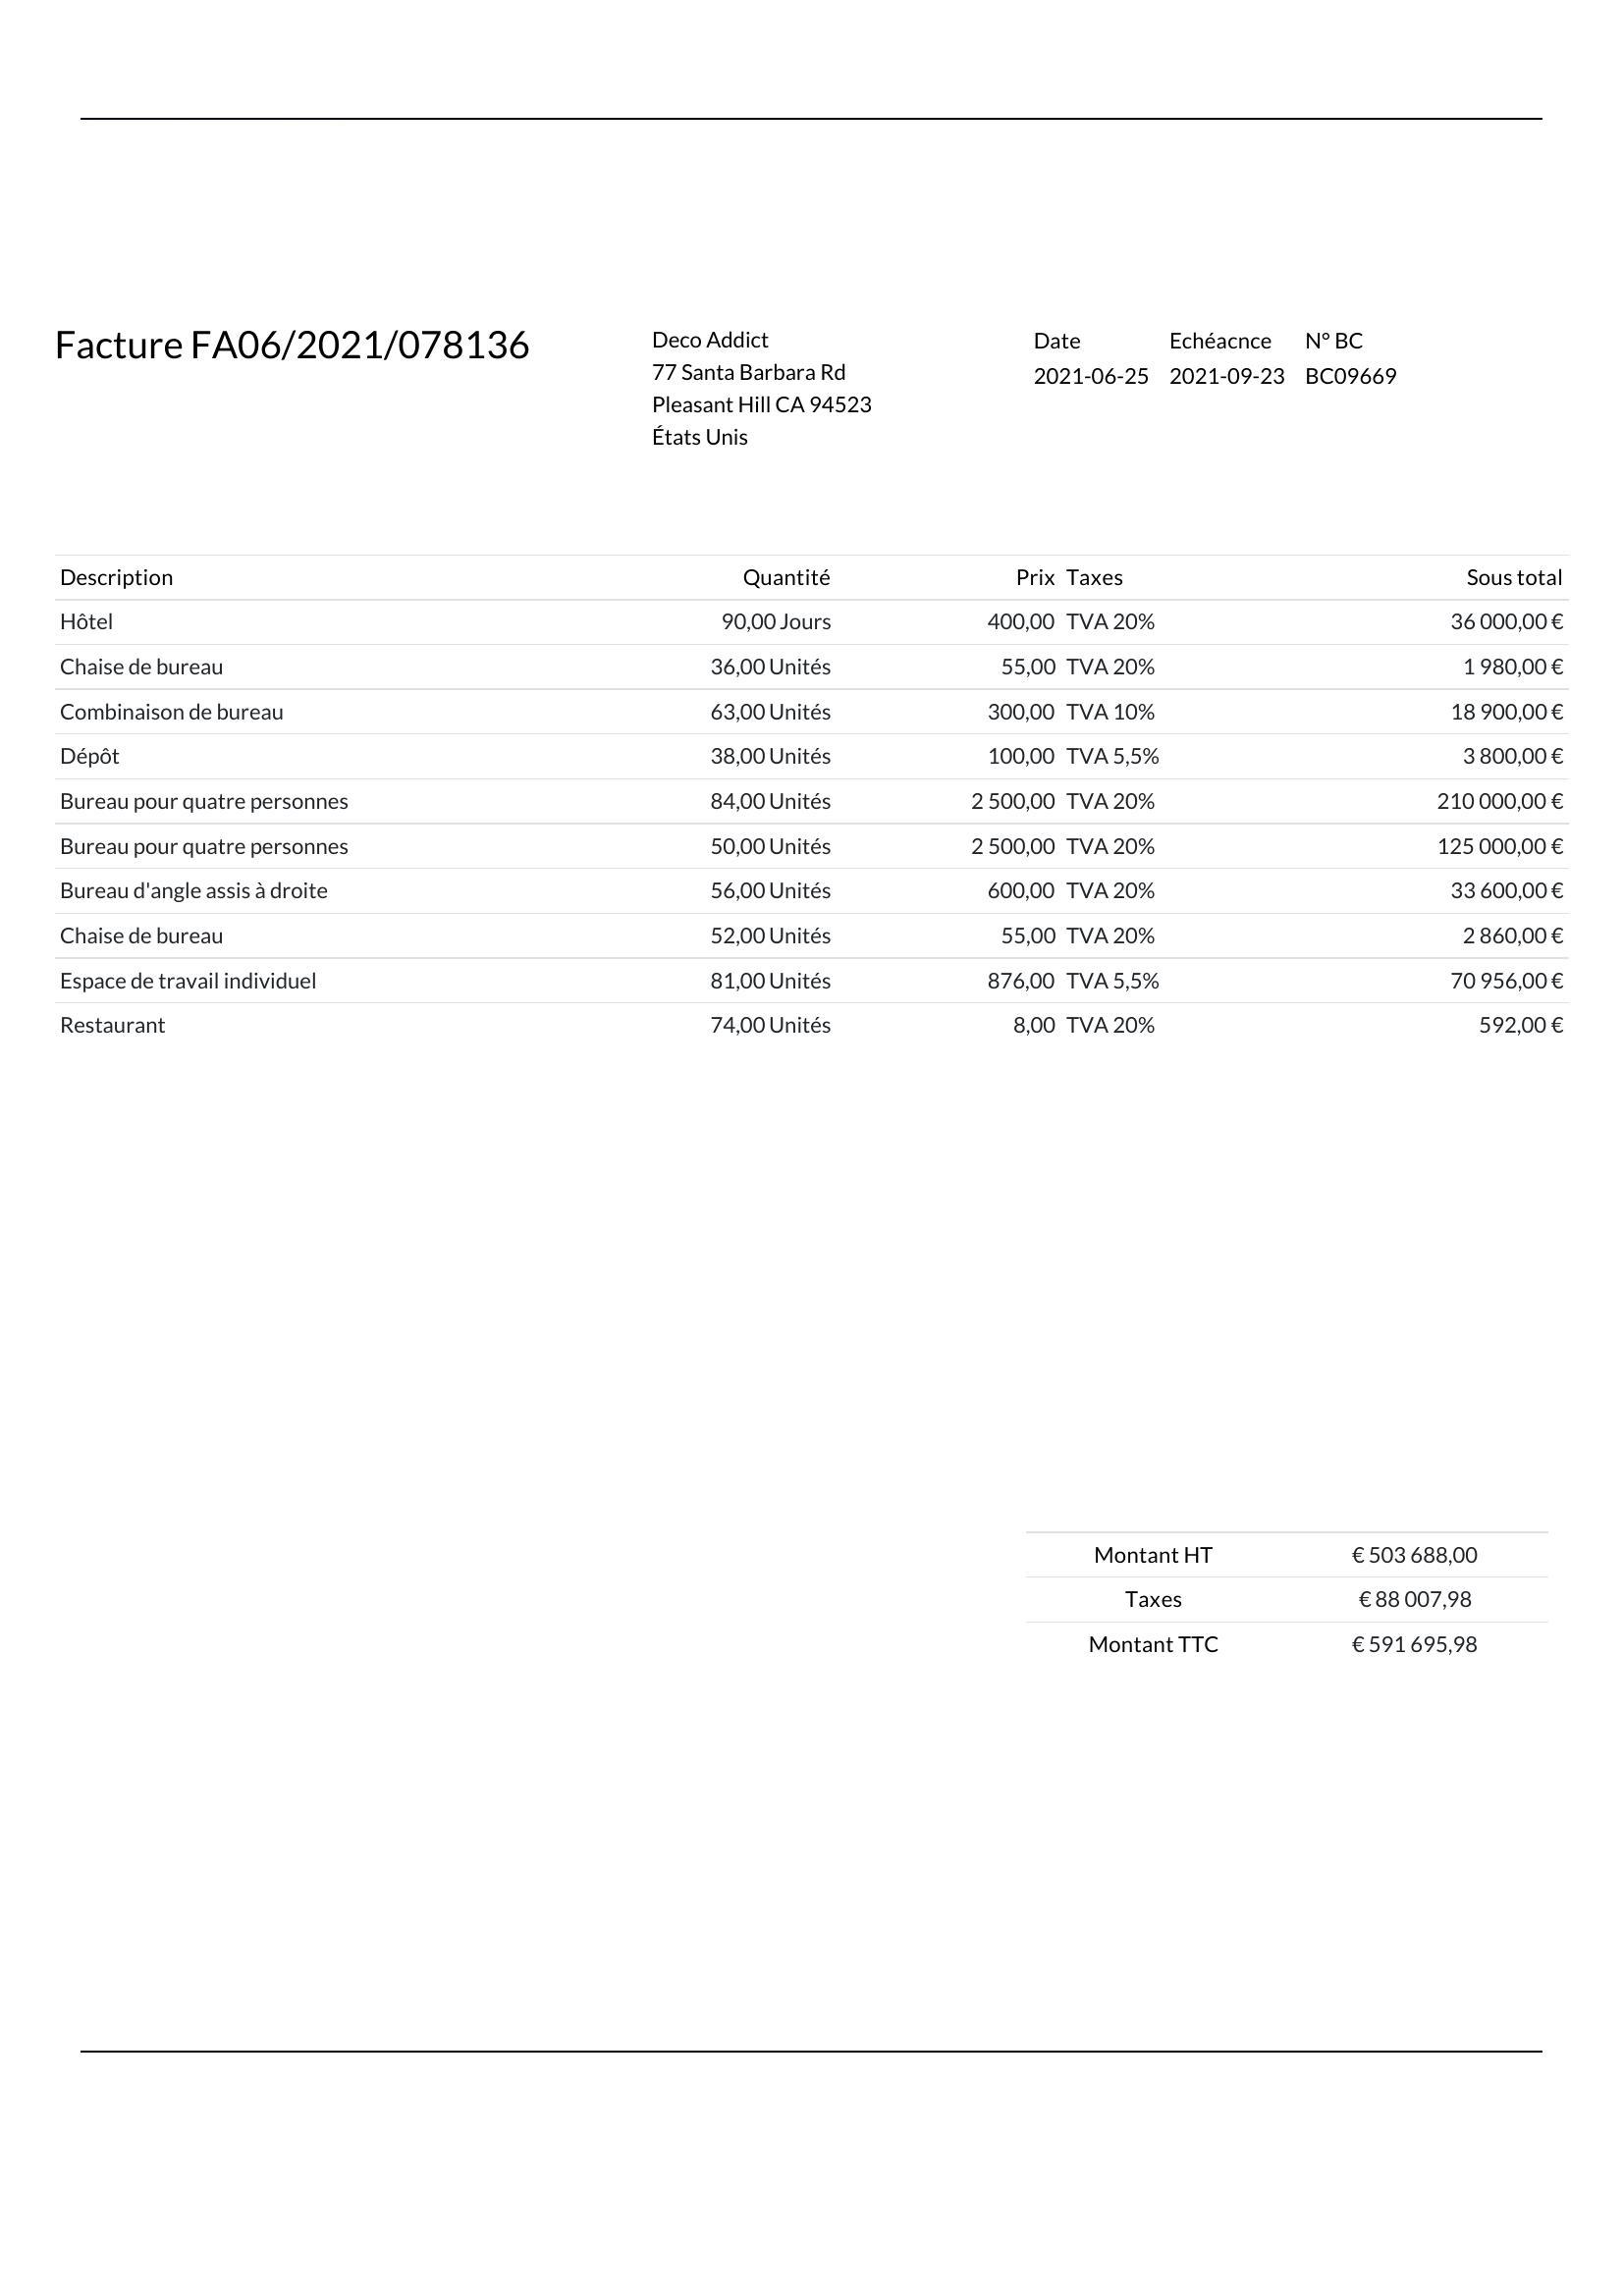 Facture FA06/2021/078136
Deco Addict
77 Santa Barbara Rd
Pleasant Hill CA 94523
États Unis
Date Echéacnce N° BC
2021-06-25 2021-09-23 BC09669
Description Quantité Prix Taxes Sous total
Hôtel 90,00 Jours 400,00 TVA 20% 36 000,00 €
Chaise de bureau 36,00 Unités 55,00 TVA 20% 1 980,00 €
Combinaison de bureau 63,00 Unités 300,00 TVA 10% 18 900,00 €
Dépôt 38,00 Unités 100,00 TVA 5,5% 3 800,00 €
Bureau pour quatre personnes 84,00 Unités 2 500,00 TVA 20% 210 000,00 €
Bureau pour quatre personnes 50,00 Unités 2 500,00 TVA 20% 125 000,00 €
Bureau d'angle assis à droite 56,00 Unités 600,00 TVA 20% 33 600,00 €
Chaise de bureau 52,00 Unités 55,00 TVA 20% 2 860,00 €
Espace de travail individuel 81,00 Unités 876,00 TVA 5,5% 70 956,00 €
Restaurant 74,00 Unités 8,00 TVA 20% 592,00 €
Montant HT € 503 688,00
Taxes € 88 007,98
Montant TTC € 591 695,98